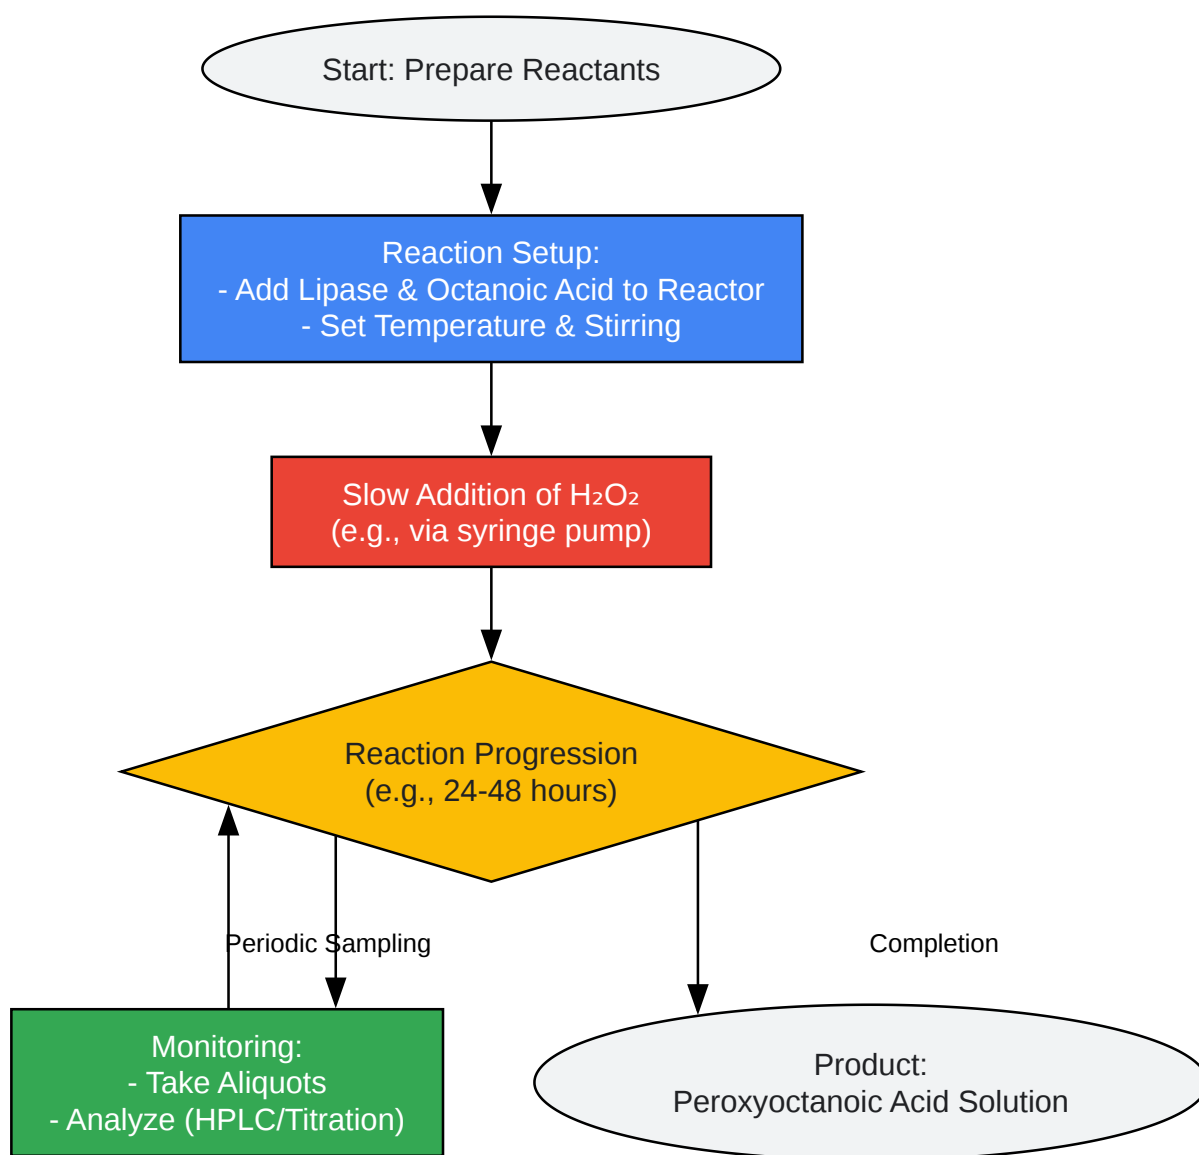 Start: Prepare Reactants
Reaction Setup:
- Add Lipase & Octanoic Acid to Reactor
- Set Temperature & Stirring
Slow Addition of H₂O₂
(e.g., via syringe pump)
Reaction Progression
(e.g., 24-48 hours)
Periodic Sampling
Completion
Monitoring:
- Take Aliquots
- Analyze (HPLC/Titration)
Product:
Peroxyoctanoic Acid Solution